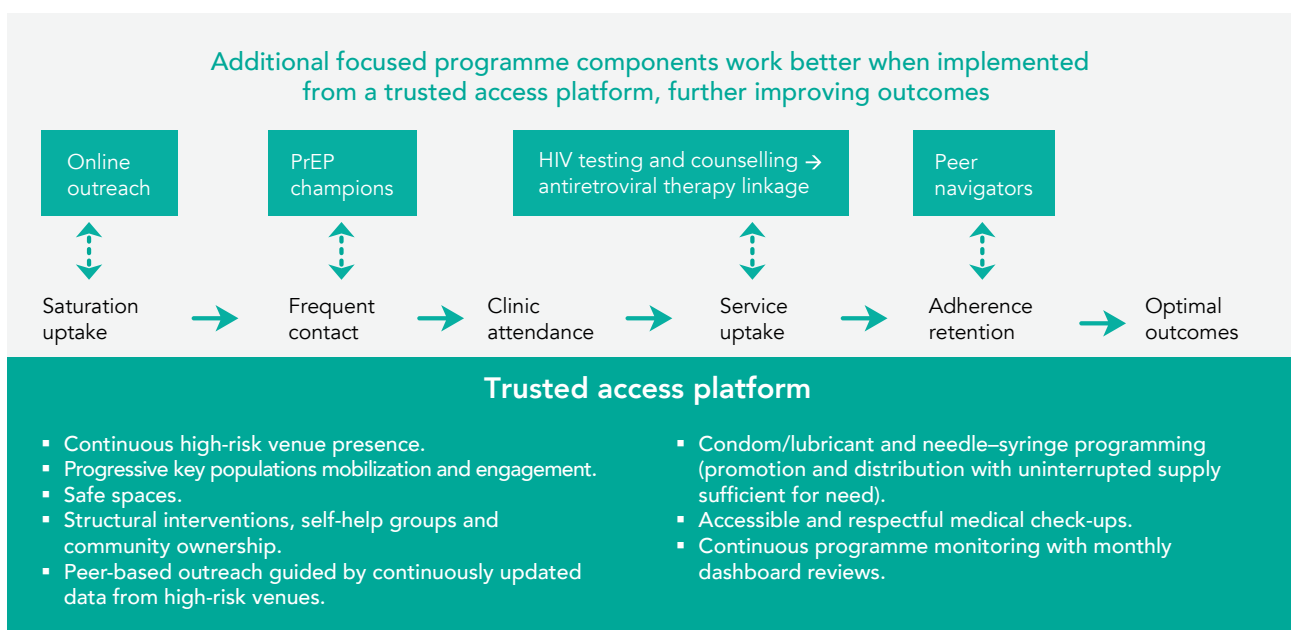 Additional focused programme components work better when implemented
from a trusted access platform, further improving outcomes
Online
outreach
PrEP
champions
HIV testing and counselling →
antiretroviral therapy linkage
Peer
navigators
Saturation
uptake
Frequent
contact
Clinic
attendance
Service
uptake
Adherence
retention
Optimal
outcomes
Trusted access platform
▪ Continuous high-risk venue presence.
▪ Progressive key populations mobilization and engagement.
▪ Safe spaces.
▪ Structural interventions, self-help groups and
community ownership.
▪ Peer-based outreach guided by continuously updated
data from high-risk venues.
▪ Condom/lubricant and needle–syringe programming
(promotion and distribution with uninterrupted supply
sufficient for need).
▪ Accessible and respectful medical check-ups.
▪ Continuous programme monitoring with monthly
dashboard reviews.